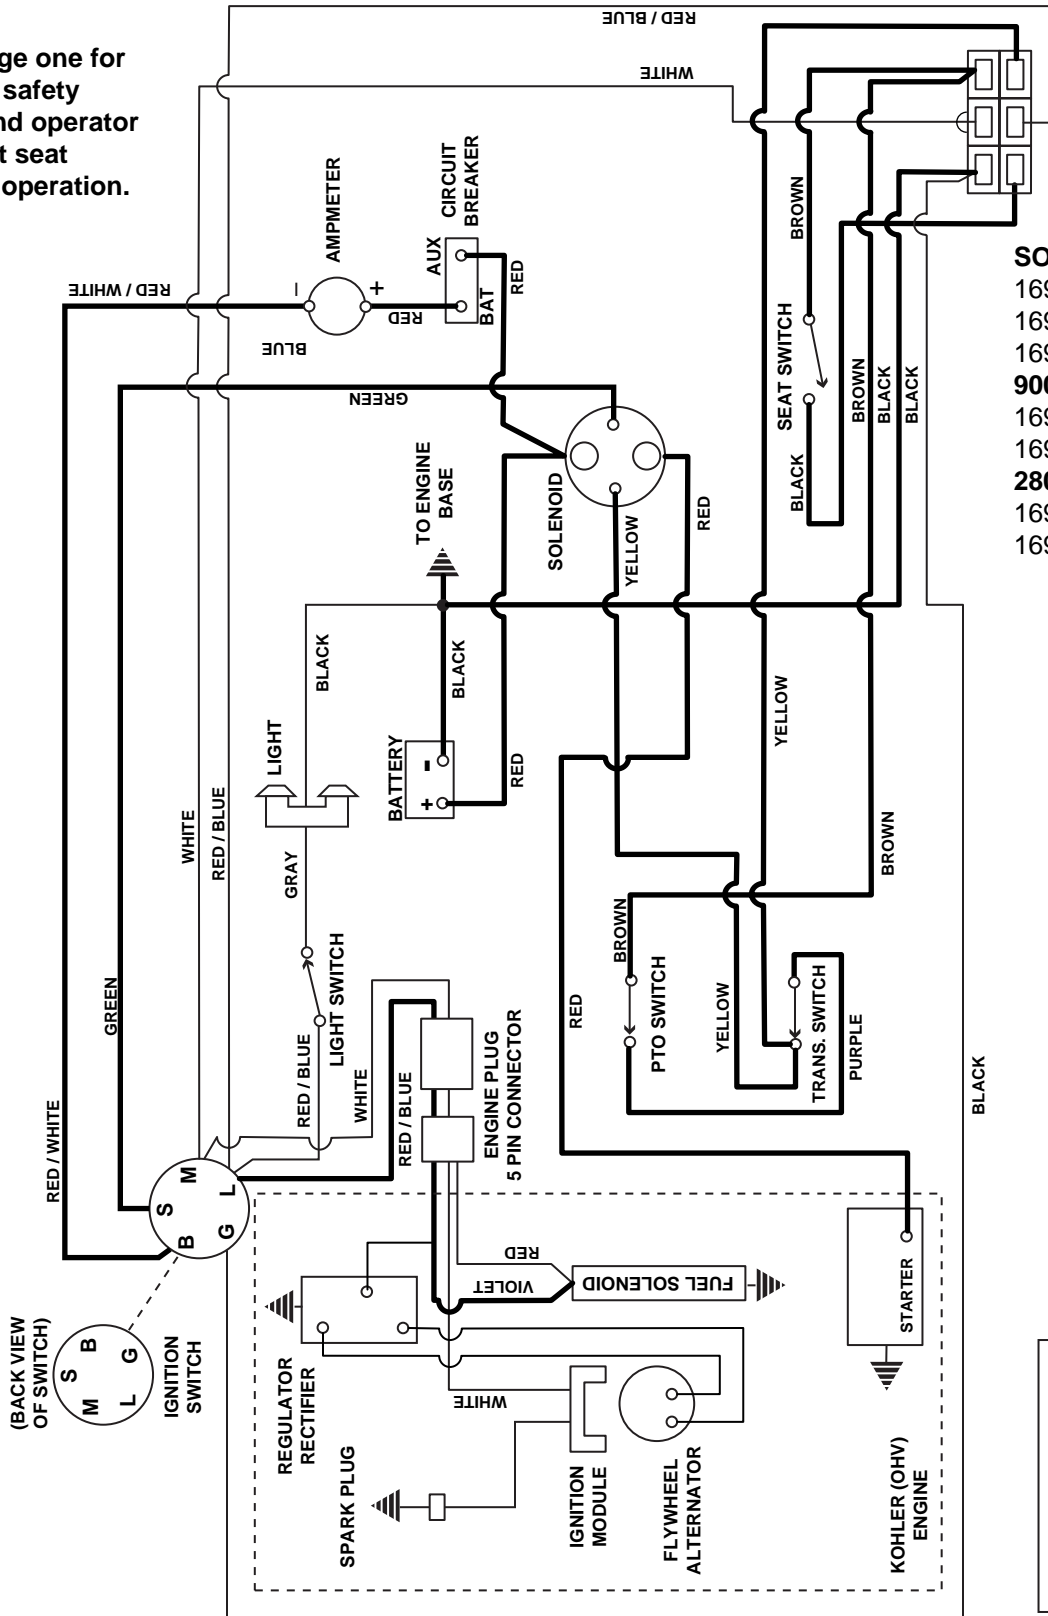 ge one for
safety
nd operator
t seat
operation.
RED / BLUE
WHITE
AMPMETER
CIRCUIT
BREAKER
AUX
BAT
RED
RED
RED / WHITE
–
+
BLUE
GREEN
BROWN
SEAT SWITCH
BROWN
BLACK
BLACK
BLACK
SO
169
169
169
900
169
169
280
169
169
TO ENGINE
BASE
SOLENOID
YELLOW
RED
BLACK
BLACK
LIGHT
BATTERY
-
+
RED
YELLOW
WHITE
RED / BLUE
GRAY
BROWN
LIGHT SWITCH
GREEN
BROWN
PTO SWITCH
RED
YELLOW
TRANS. SWITCH
PURPLE
BLACK
RED / BLUE
WHITE
RED / BLUE
ENGINE PLUG
5 PIN CONNECTOR
RED / WHITE
M
S
L
B
G
(BACK VIEW
OF SWITCH)
B
S
G
M
L
IGNITION
SWITCH
RED
VIOLET
FUEL SOLENOID
STARTER
REGULATOR
RECTIFIER
WHITE
SPARK PLUG
IGNITION
MODULE
FLYWHEEL
ALTERNATOR
KOHLER (OHV)
ENGINE